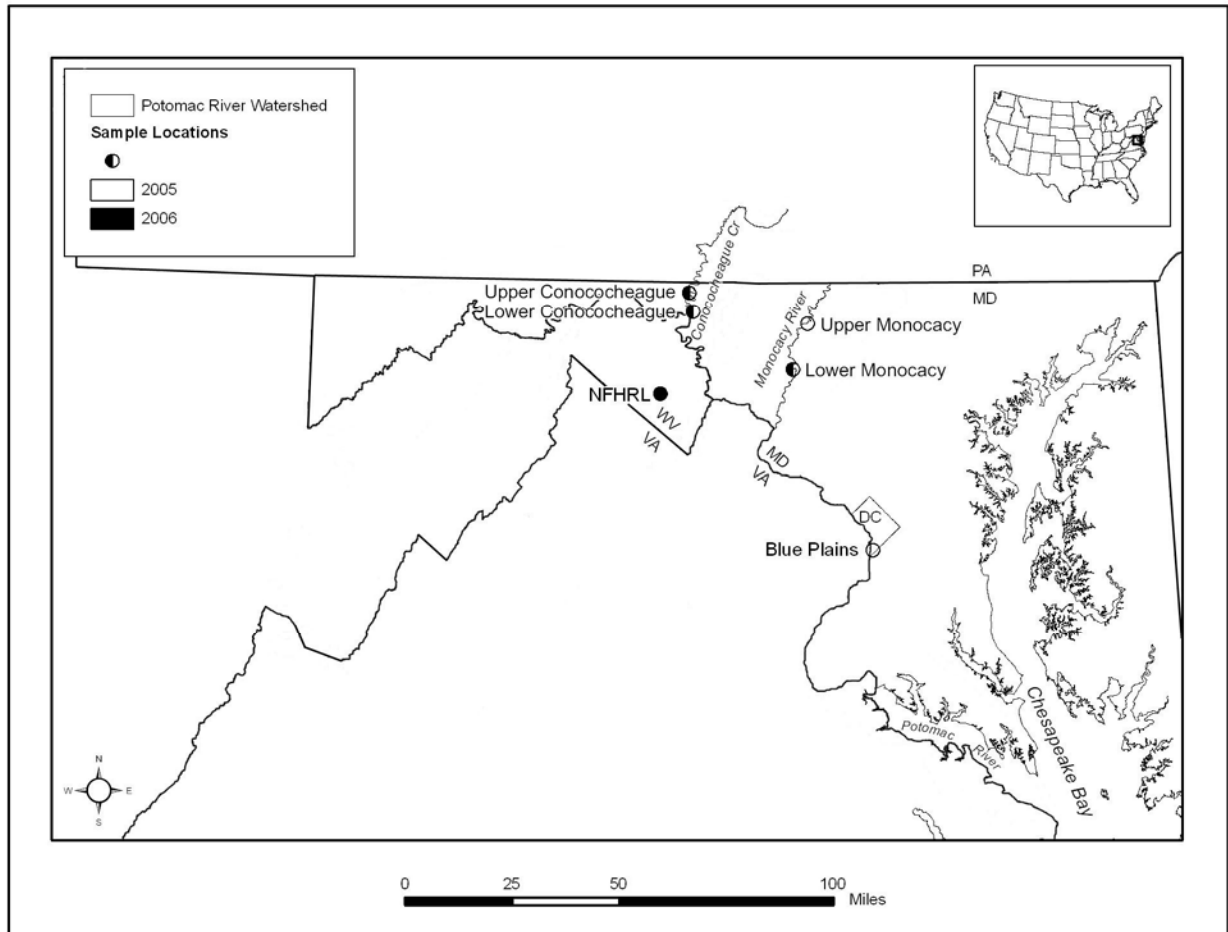 Potomac River Watershed
Sample Locations
2005
2006
PA
MD
Conococheague Cr
Upper Conococheague
Lower Conococheague
Monocacy River
Upper Monocacy
Lower Monocacy
NFHRL
WV
VA
MD
VA
DC
Blue Plains
Potomac
River
Chesapeake Bay
N
W
E
S
0
25
50
100
Miles